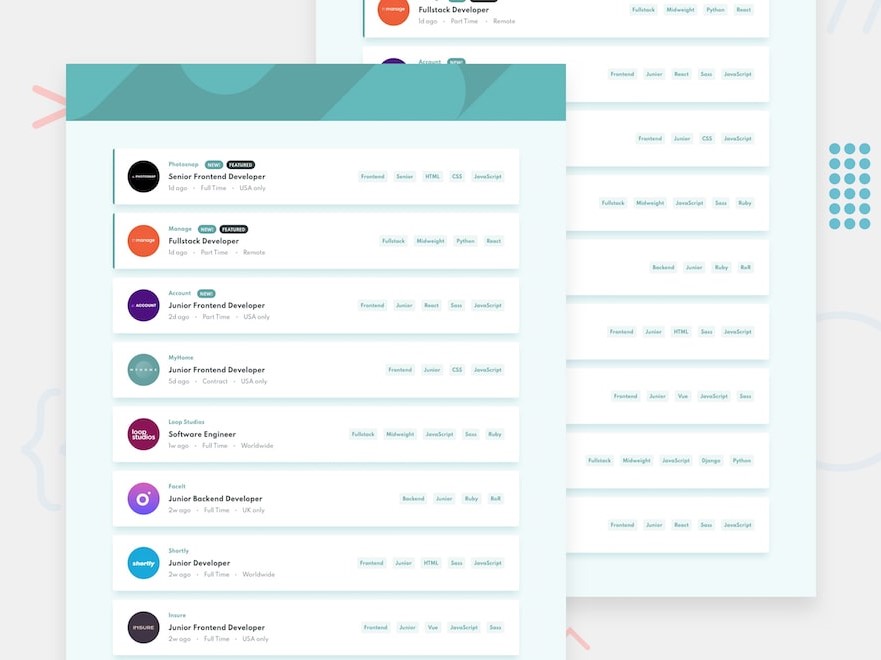 manage
Fullstack Developer
1d ago • Part Time • Remote
Fullstack Midweight Python React
Account NEW!
Frontend Junior React Sass JavaScript
Frontend Junior CSS JavaScript
Fullstack Midweight JavaScript Sass Ruby
Backend Junior Ruby RoR
Frontend Junior HTML Sass JavaScript
Frontend Junior Vue JavaScript Sass
Fullstack Midweight JavaScript Django Python
Frontend Junior React Sass JavaScript
PHOTOSNAP
Photosnap NEW! FEATURED
Senior Frontend Developer
1d ago • Full Time • USA only
Frontend Senior HTML CSS JavaScript
manage
Manage NEW! FEATURED
Fullstack Developer
1d ago • Part Time • Remote
Fullstack Midweight Python React
ACCOUNT
Account NEW!
Junior Frontend Developer
2d ago • Part Time • USA only
Frontend Junior React Sass JavaScript
MYHOME
MyHome
Junior Frontend Developer
5d ago • Contract • USA only
Frontend Junior CSS JavaScript
loop
studios
Loop Studios
Software Engineer
1w ago • Full Time • Worldwide
Fullstack Midweight JavaScript Sass Ruby
FaceIt
Junior Backend Developer
2w ago • Full Time • UK only
Backend Junior Ruby RoR
shortly
Shortly
Junior Developer
2w ago • Full Time • Worldwide
Frontend Junior HTML Sass JavaScript
INSURE
Insure
Junior Frontend Developer
2w ago • Full Time • USA only
Frontend Junior Vue JavaScript Sass